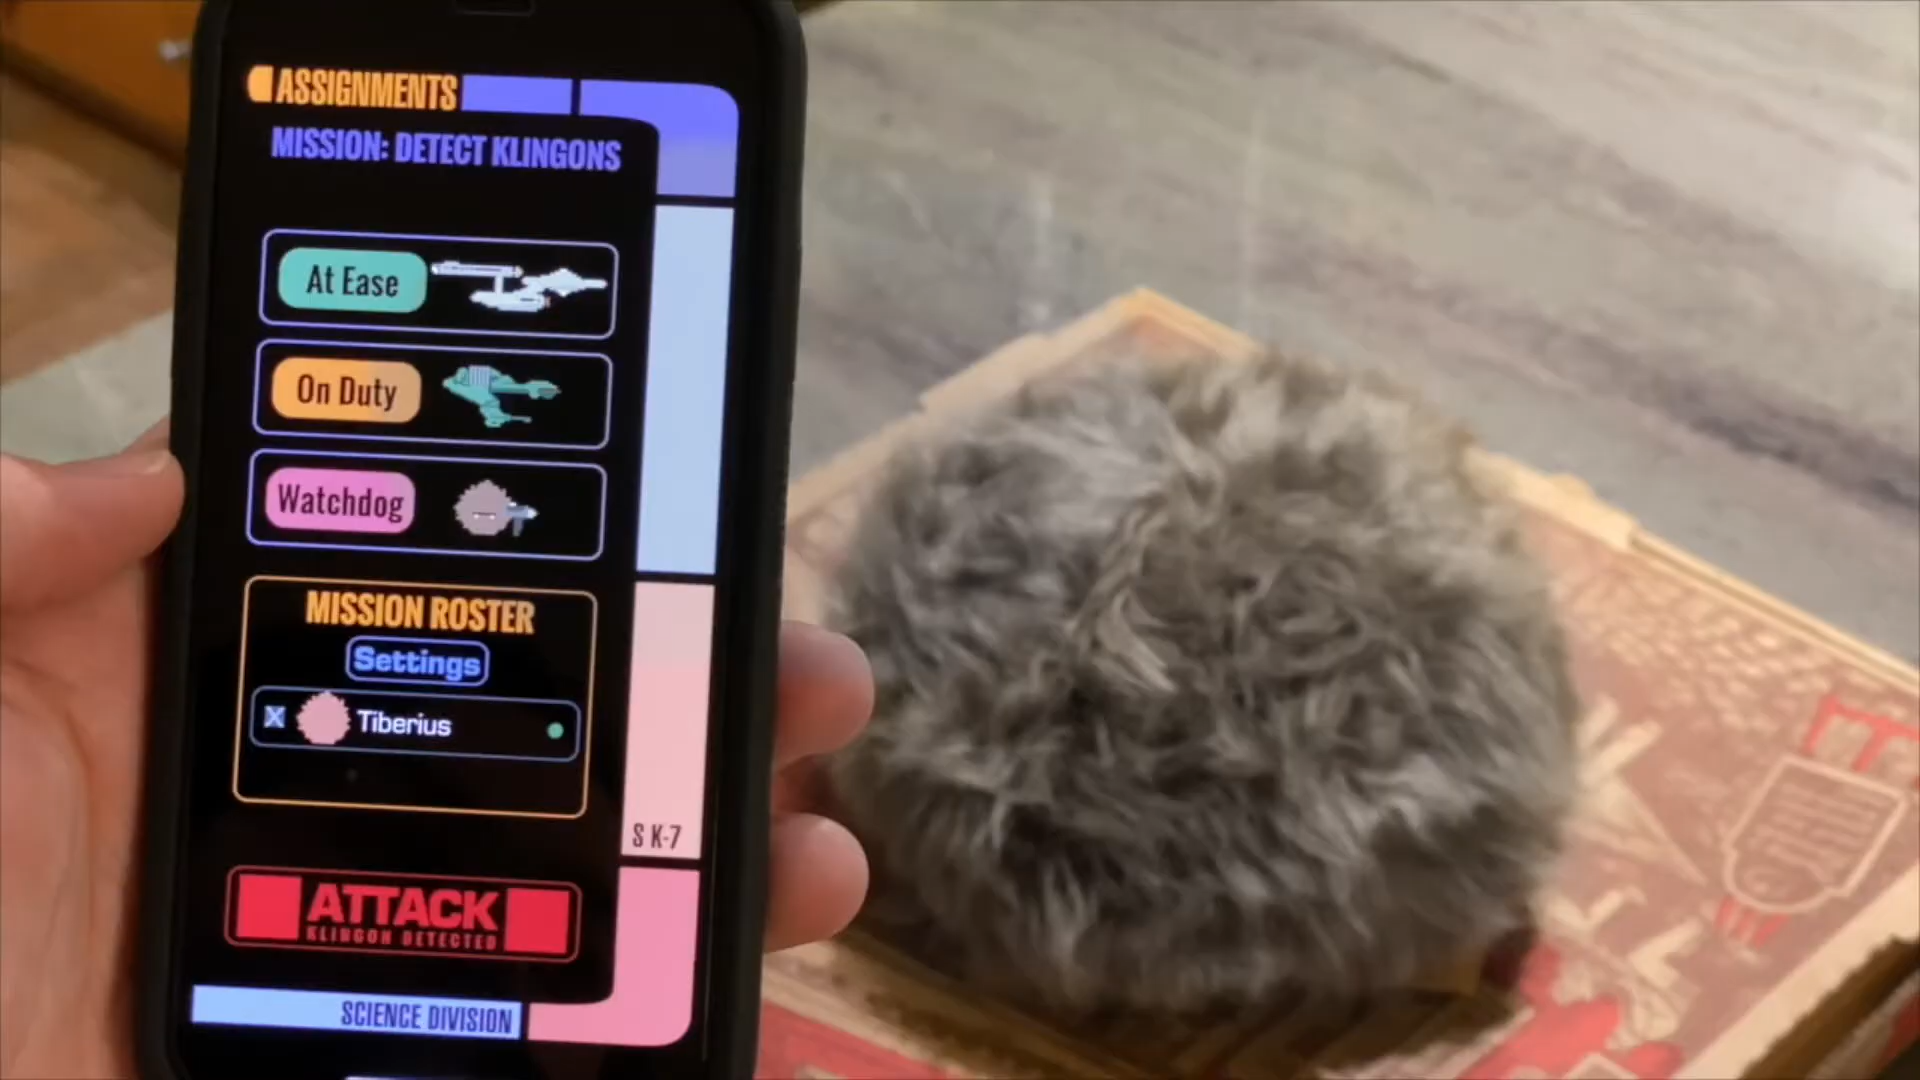 ASSIGNMENTS
MISSION: DETECT KLINGONS
At Ease
On Duty
Watchdog
MISSION ROSTER
Settings
X Tiberius
S K-7
ATTACK
KLINGON DETECTED
SCIENCE DIVISION